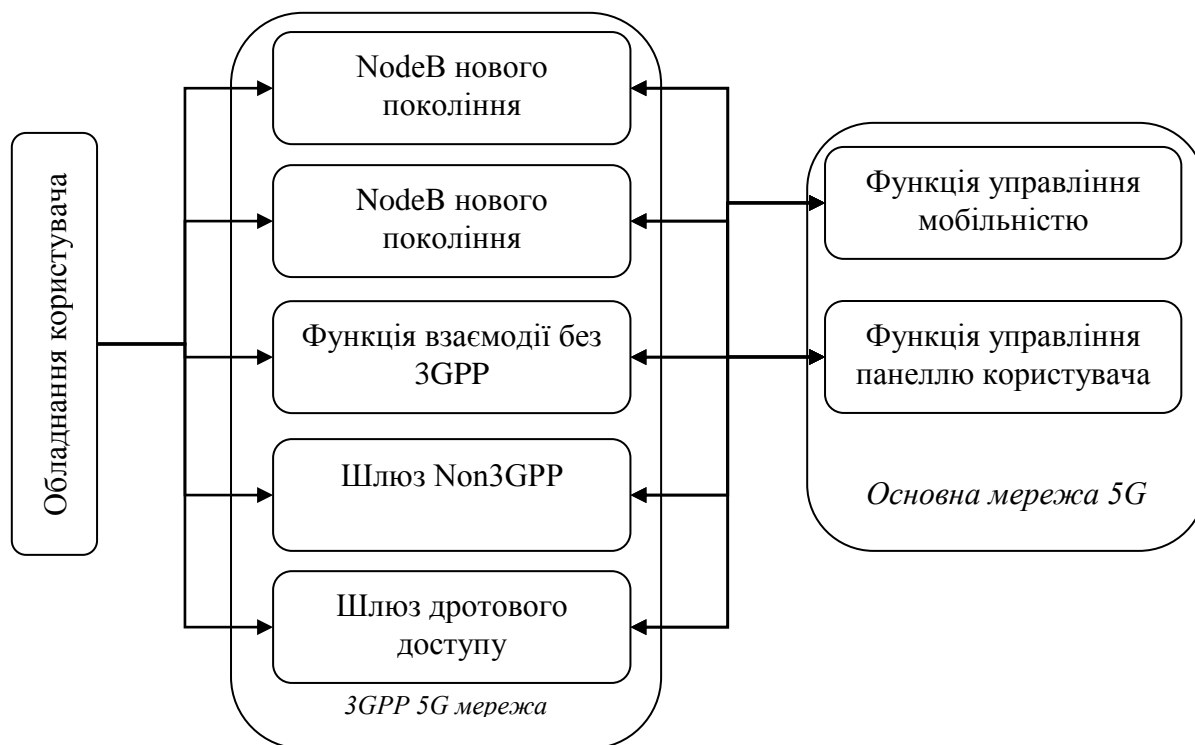 Обладнання користувача
NodeB нового
покоління
NodeB нового
покоління
Функція взаємодії без
3GPP
Шлюз Non3GPP
Шлюз дротового
доступу
3GPP 5G мережа
Функція управління
мобільністю
Функція управління
панеллю користувача
Основна мережа 5G